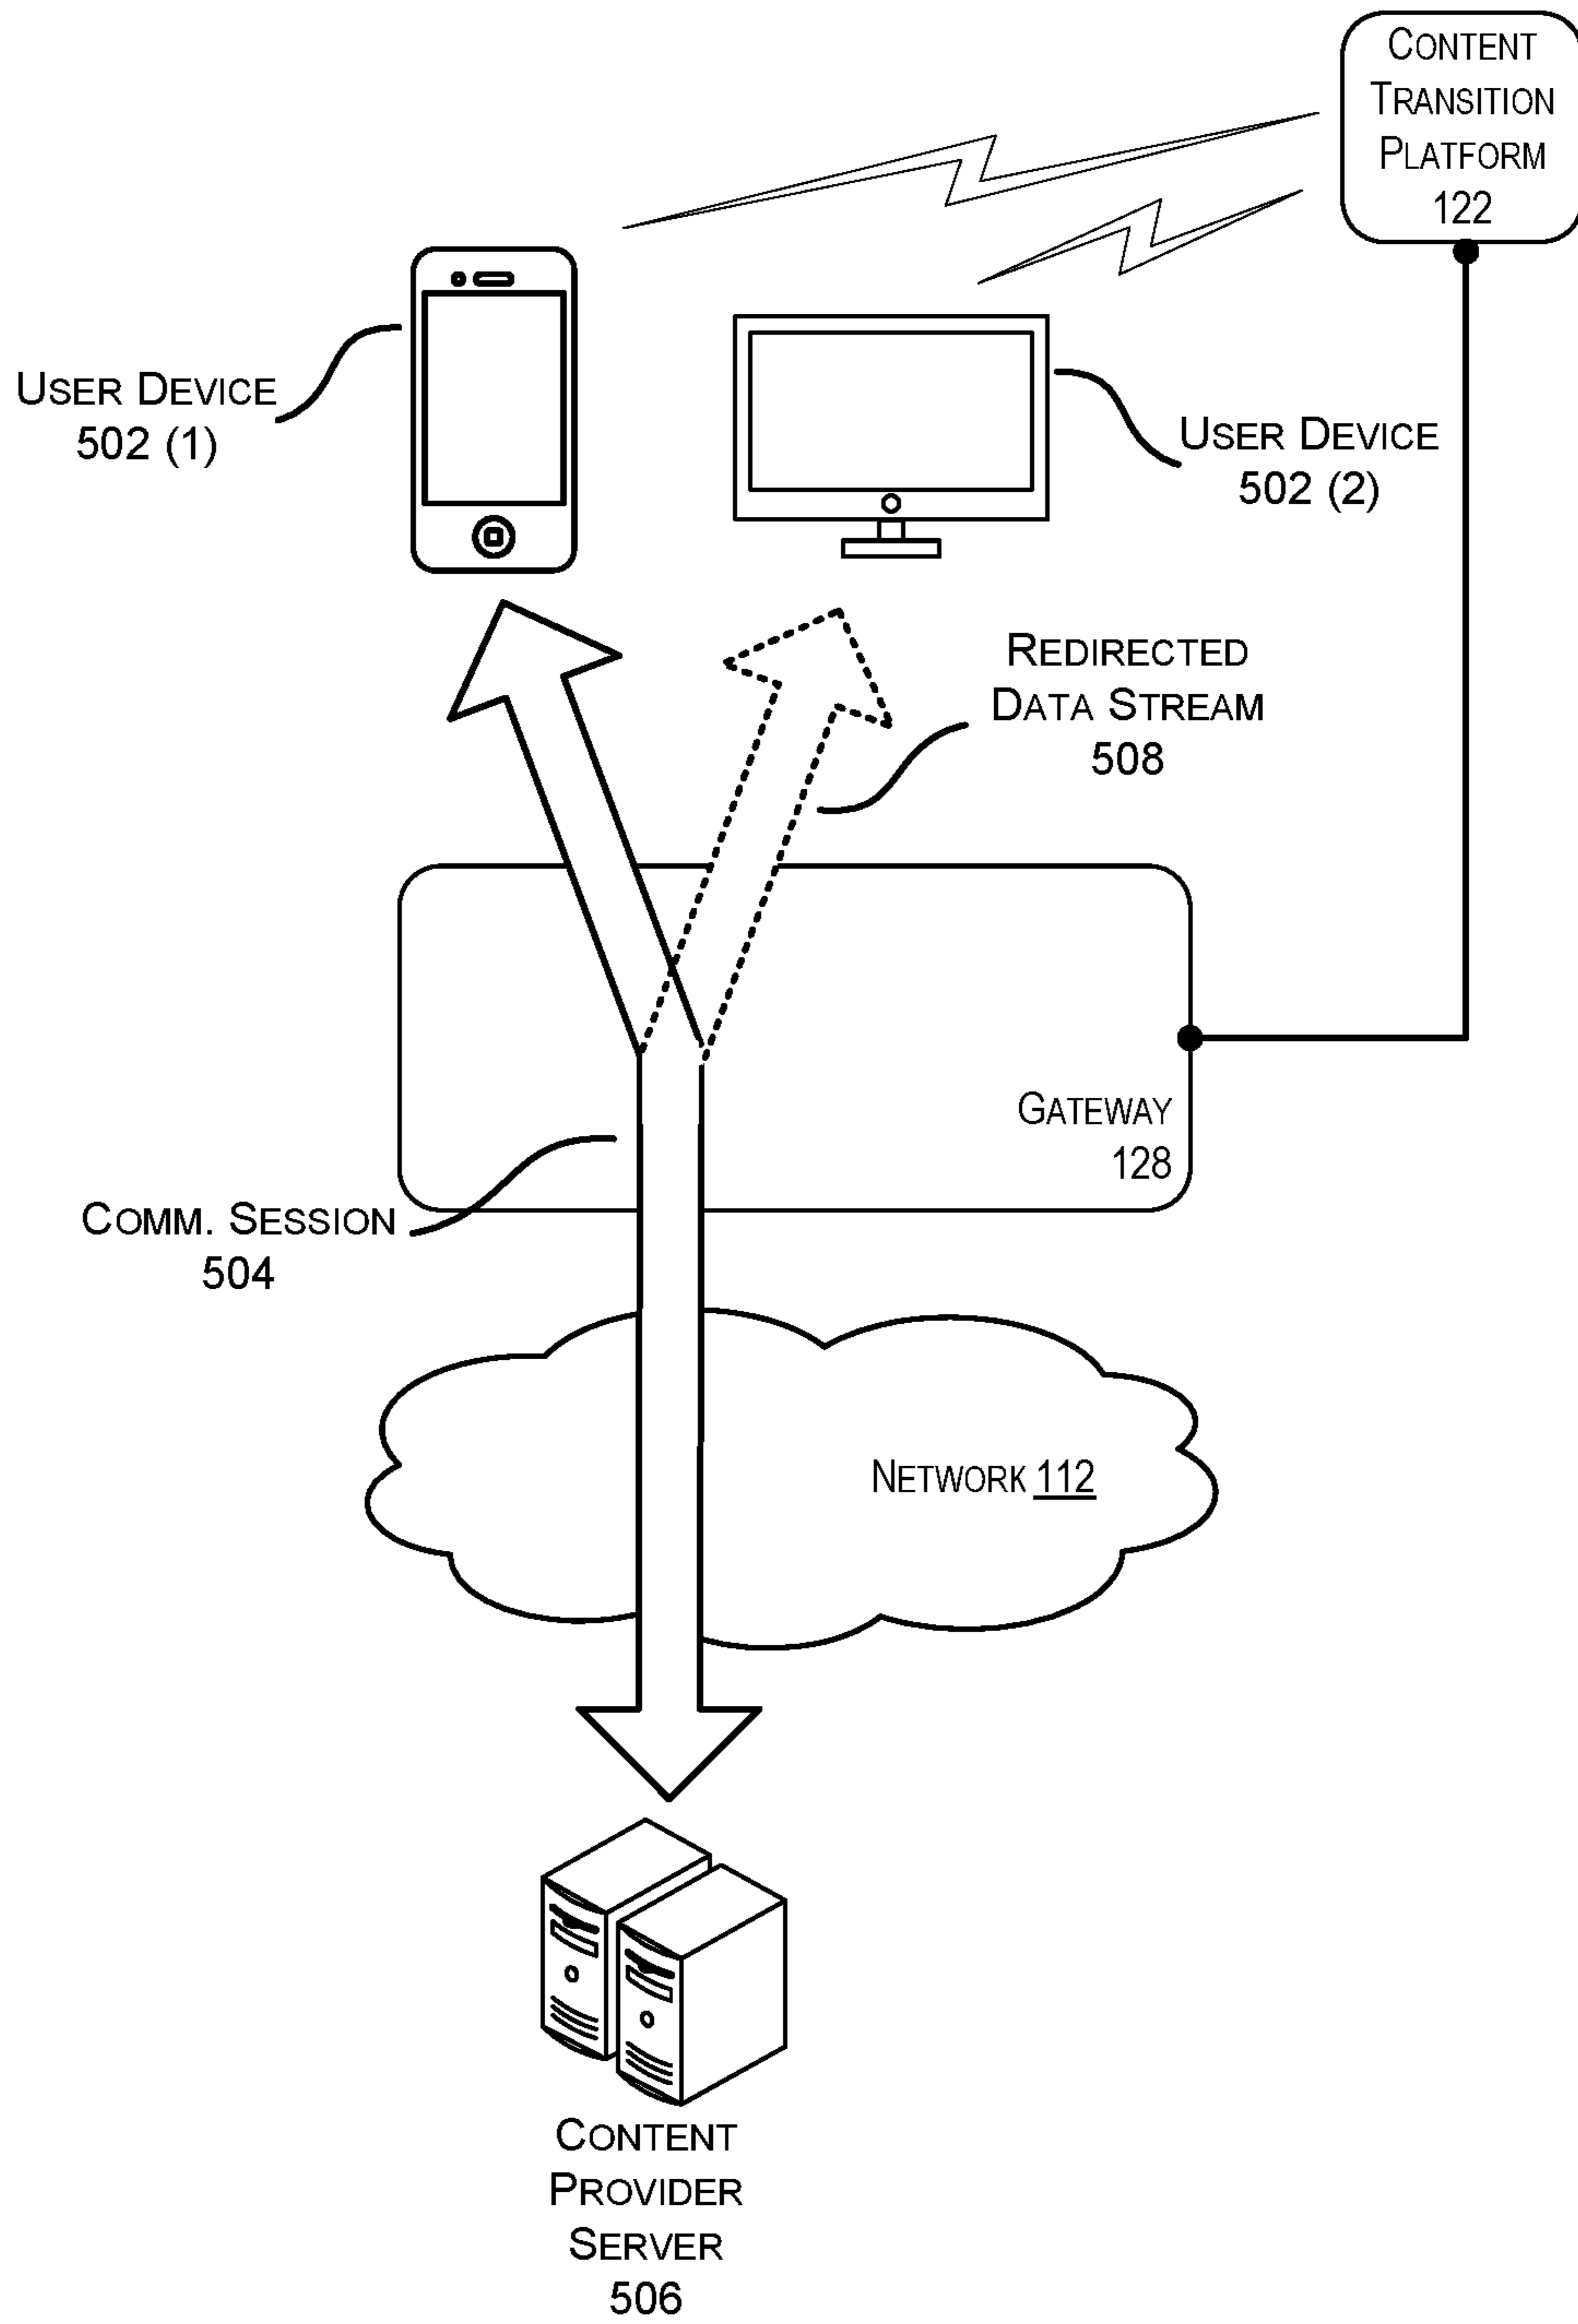 CONTENT
TRANSITION
PLATFORM
122
USER DEVICE
502 (1)
USER DEVICE
502 (2)
REDIRECTED
DATA STREAM
508
GATEWAY
128
COMM. SESSION
504
NETWORK 112
CONTENT
PROVIDER
SERVER
506